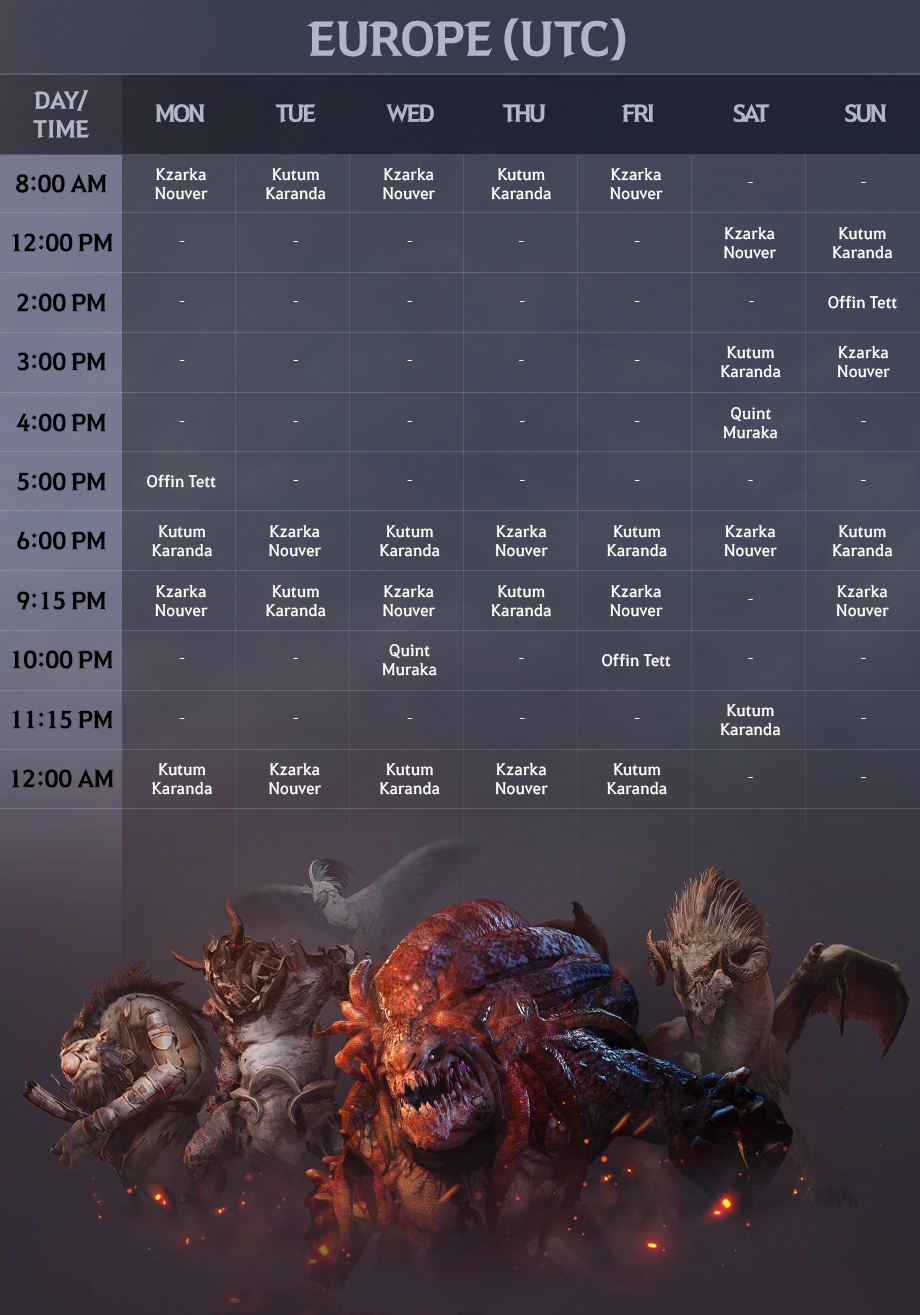 EUROPE (UTC)
DAY/
TIME
MON TUE WED THU FRI SAT SUN
8:00 AM
Kzarka Kutum Kzarka Kutum Kzarka - -
Nouver Karanda Nouver Karanda Nouver
12:00 PM
- - - - - Kzarka Kutum
Nouver Karanda
2:00 PM - - - - - - Offin Tett
3:00 PM
- - - - - Kutum Kzarka
Karanda Nouver
4:00 PM
- - - - - Quint -
Muraka
5:00 PM Offin Tett - - - - - -
6:00 PM
Kutum Kzarka Kutum Kzarka Kutum Kzarka Kutum
Karanda Nouver Karanda Nouver Karanda Nouver Karanda
9:15 PM
Kzarka Kutum Kzarka Kutum Kzarka - Kzarka
Nouver Karanda Nouver Karanda Nouver Nouver
10:00 PM
- - Quint - Offin Tett - -
Muraka
11:15 PM
- - - - - Kutum -
Karanda
12:00 AM
Kutum Kzarka Kutum Kzarka Kutum - -
Karanda Nouver Karanda Nouver Karanda